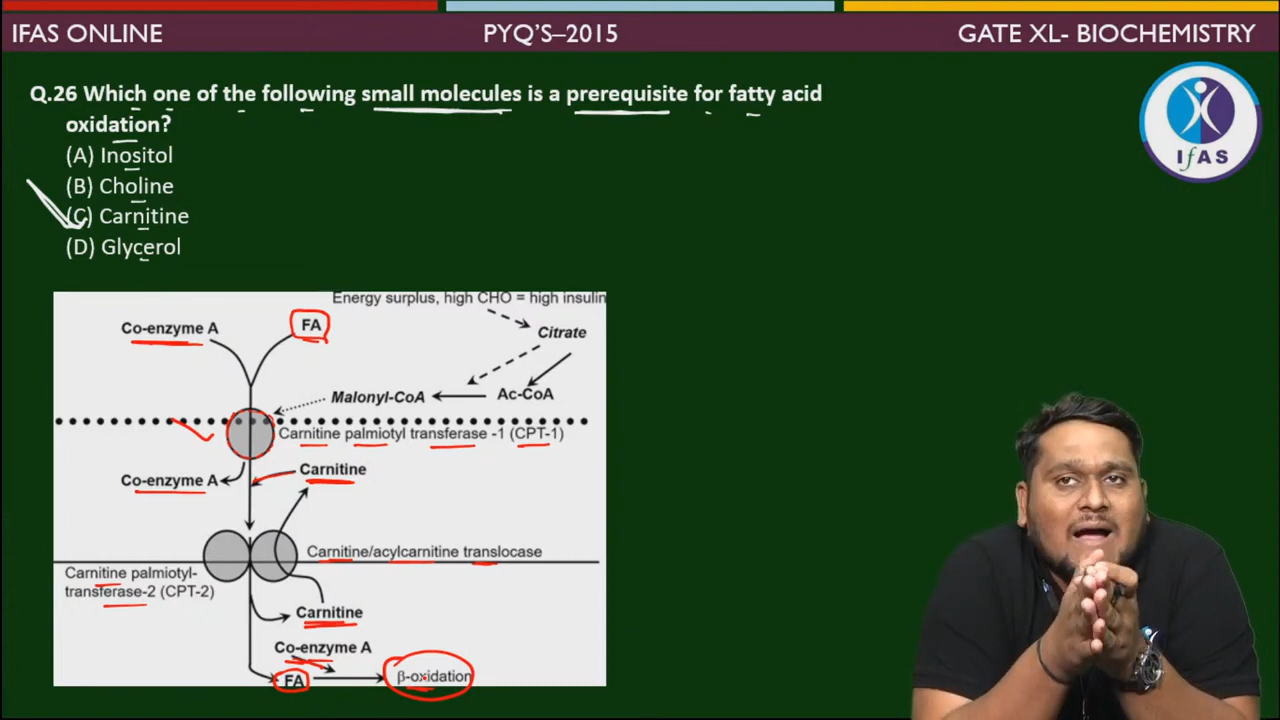 IFAS ONLINE
PYQ'S–2015
GATE XL- BIOCHEMISTRY
Q.26 Which one of the following small molecules is a prerequisite for fatty acid
oxidation?
(A) Inositol
(B) Choline
(C) Carnitine
(D) Glycerol
IfAS
Energy surplus, high CHO = high insulin
Co-enzyme A
FA
Citrate
Malonyl-CoA
Ac-CoA
Carnitine palmiotyl transferase -1 (CPT-1)
Carnitine
Co-enzyme A
Carnitine/acylcarnitine translocase
Carnitine palmiotyl-
transferase-2 (CPT-2)
Carnitine
Co-enzyme A
FA
β-oxidation